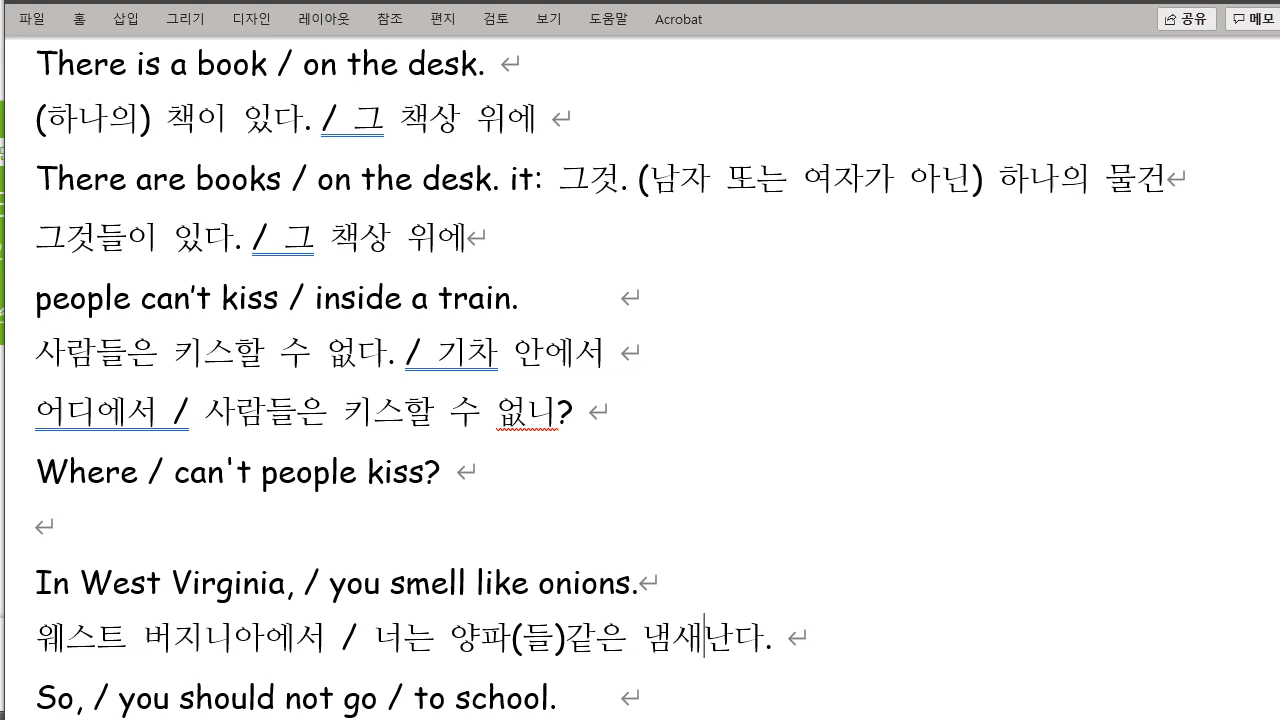 파일 홈 삽입 그리기 디자인 레이아웃 참조 편지 검토 보기 도움말 Acrobat 공유 메모
There is a book / on the desk.
(하나의) 책이 있다. / 그 책상 위에
There are books / on the desk. it: 그것. (남자 또는 여자가 아닌) 하나의 물건
그것들이 있다. / 그 책상 위에
people can’t kiss / inside a train.
사람들은 키스할 수 없다. / 기차 안에서
어디에서 / 사람들은 키스할 수 없니?
Where / can't people kiss?
In West Virginia, / you smell like onions.
웨스트 버지니아에서 / 너는 양파(들)같은 냄새난다.
So, / you should not go / to school.